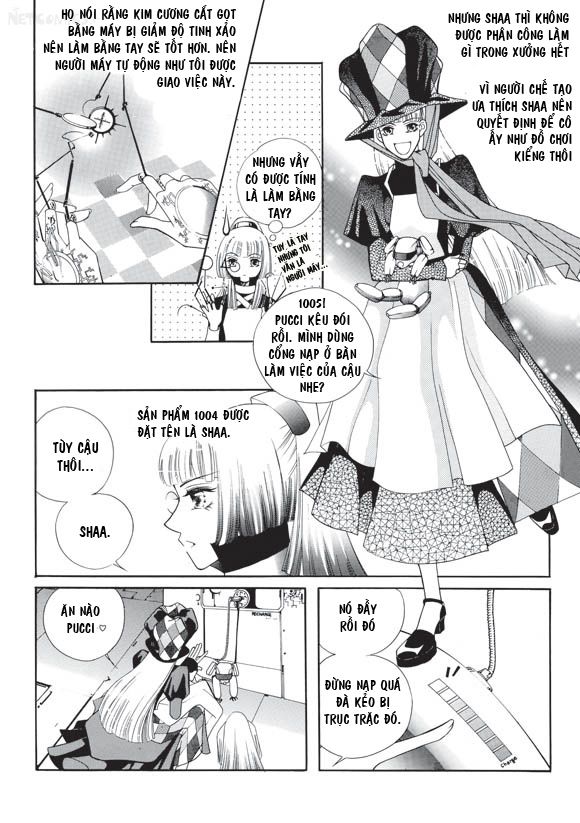 NETCOM
HỌ NÓI RẰNG KIM CƯƠNG CẮT GỌT
BẰNG MÁY BỊ GIẢM ĐỘ TINH XẢO
NÊN LÀM BẰNG TAY SẼ TỐT HƠN. NÊN
NGƯỜI MÁY TỰ ĐỘNG NHƯ TÔI ĐƯỢC
GIAO VIỆC NÀY.
NHƯNG SHAA THÌ KHÔNG
ĐƯỢC PHÂN CÔNG LÀM
GÌ TRONG XƯỞNG HẾT
VÌ NGƯỜI CHẾ TẠO
ƯA THÍCH SHAA NÊN
QUYẾT ĐỊNH ĐỂ CÔ
ẤY NHƯ ĐỒ CHƠI
KIỂNG THÔI
NHƯNG VẬY
CÓ ĐƯỢC TÍNH
LÀ LÀM BẰNG
TAY?
TUY LÀ TAY
NHƯNG TÔI
VẪN LÀ
NGƯỜI MÁY...
1005!
PUCCI KÊU ĐÓI
RỒI. MÌNH DÙNG
CỔNG NẠP Ở BÀN
LÀM VIỆC CỦA CẬU
NHE?
SẢN PHẨM 1004 ĐƯỢC
ĐẶT TÊN LÀ SHAA.
TÙY CẬU
THÔI...
SHAA.
ĂN NÀO
PUCCI ♡
RECHARGE
NÓ ĐẦY
RỒI ĐÓ
ĐỪNG NẠP QUÁ
ĐÀ KẺO BỊ
TRỤC TRẶC ĐÓ.
Charge